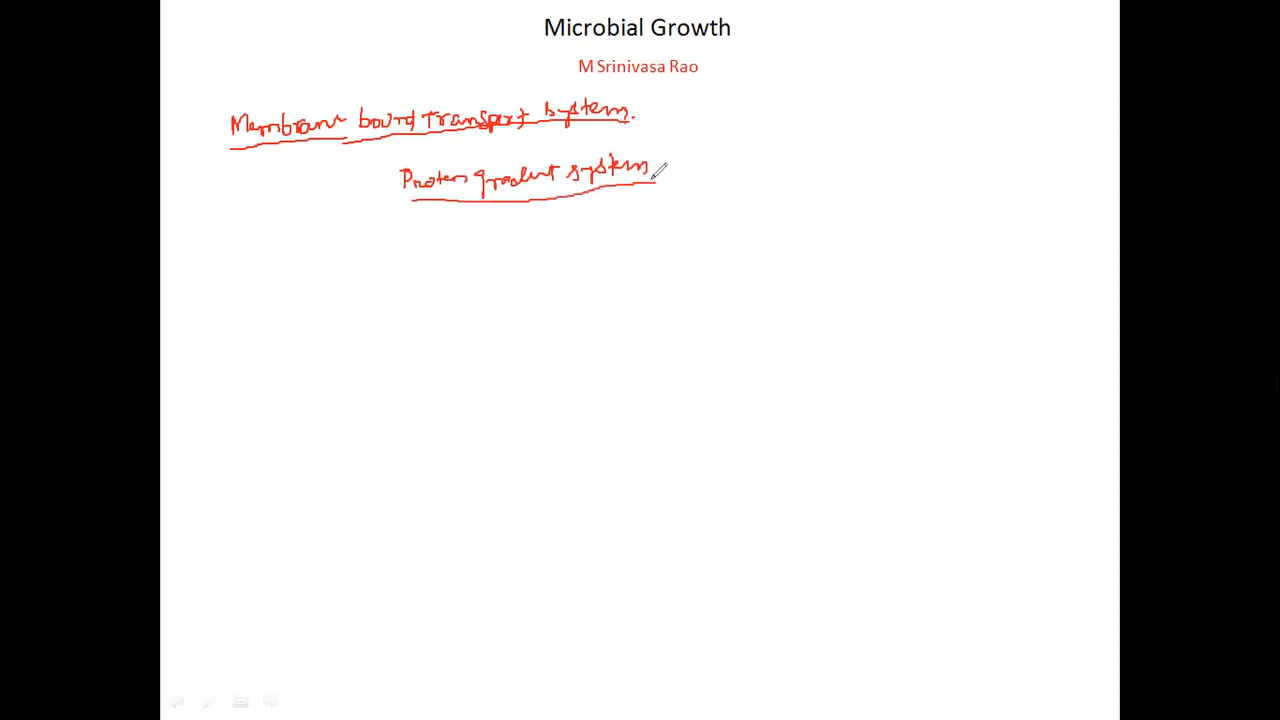 Microbial Growth
M Srinivasa Rao
Membrane bound transport system.
Proton gradient system